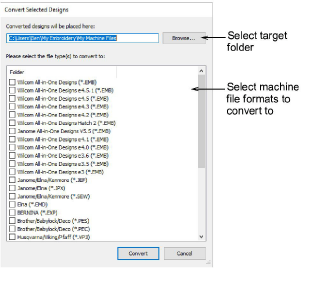 Convert Selected Designs
Converted designs will be placed here:
C:\Users\Ben\My Embroidery\My Machine Files
Browse...
Select target
folder
Please select the file type(s) to convert to:
Folder
Wilcom All-in-One Designs (*.EMB)
Wilcom All-in-One Designs e4.5.1 (*.EMB)
Wilcom All-in-One Designs e4.5 (*.EMB)
Wilcom All-in-One Designs e4.3 (*.EMB)
Wilcom All-in-One Designs e4.2 (*.EMB)
Wilcom All-in-One Designs Hatch 2 (*.EMB)
Janome All-in-One Designs V5.5 (*.EMB)
Wilcom All-in-One Designs e4.1 (*.EMB)
Wilcom All-in-One Designs e4.0 (*.EMB)
Wilcom All-in-One Designs e3.6 (*.EMB)
Wilcom All-in-One Designs e3.5 (*.EMB)
Wilcom All-in-One Designs e3 (*.EMB)
Janome/Elna/Kenmore (*.JEF)
Janome/Elna (*.JPX)
Janome/Elna/Kenmore (*.SEW)
Elna (*.EMD)
BERNINA (*.EXP)
Brother/Babylock/Deco (*.PES)
Brother/Babylock/Deco (*.PEC)
Husqvarna/Viking/Pfaff (*.VP3)
Select machine
file formats to
convert to
Convert
Cancel